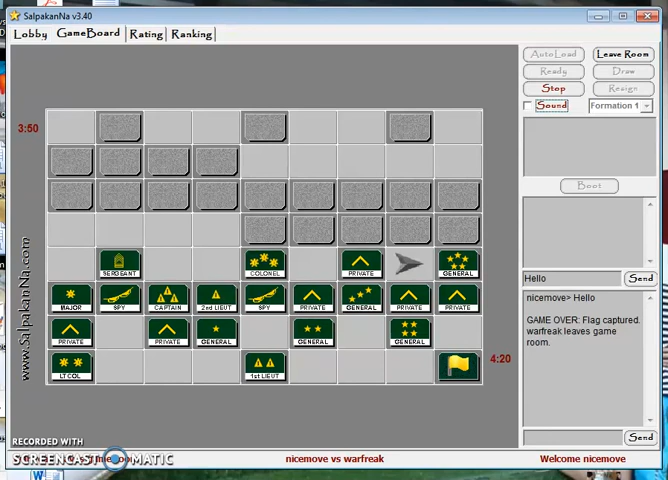 SalpakanNa v3.40
Lobby GameBoard Rating Ranking
AutoLoad Leave Room
Ready Draw
Stop Resign
Sound Formation 1
3:50
Boot
SERGEANT COLONEL PRIVATE GENERAL
MAJOR SPY CAPTAIN 2nd LIEUT SPY PRIVATE GENERAL PRIVATE PRIVATE
PRIVATE PRIVATE GENERAL GENERAL GENERAL
LT COL 1st LIEUT
4:20
www.SalpakanNa.com
Hello Send
nicemove> Hello
GAME OVER: Flag captured.
warfreak leaves game
room.
Send
RECORDED WITH
SCREENCAST MATIC
nicemove vs warfreak
Welcome nicemove